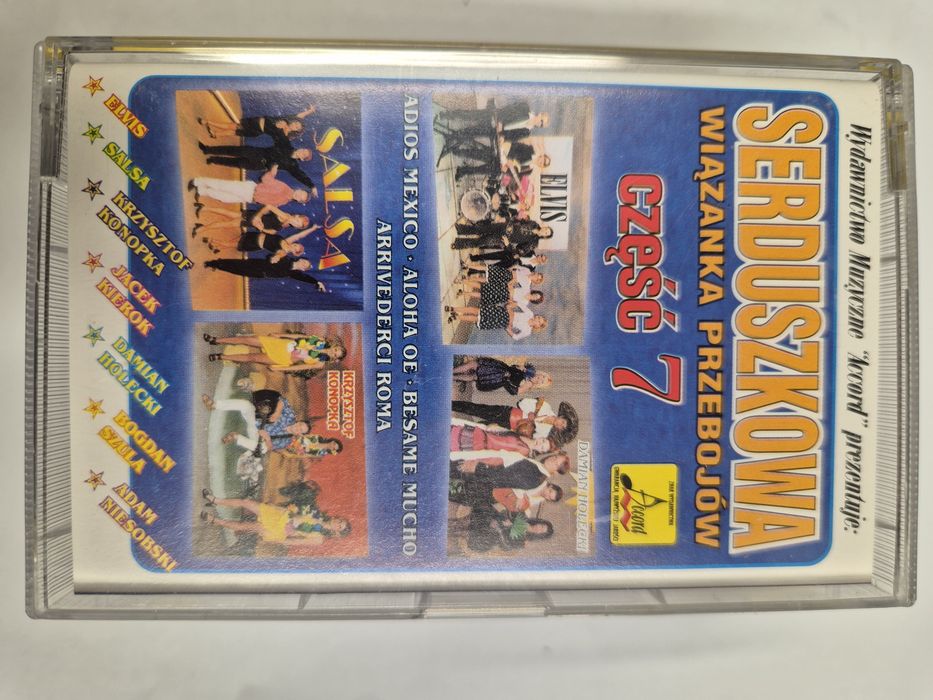 Wydawnictwo Muzyczne "Accord" prezentuje:
SERDUSZKOWA
WIĄZANKA PRZEBOJÓW
CZĘŚĆ 7
Accord
ELVIS
DAMIAN HOLECKI
ADIOS MEXICO · ALOHA OE · BESAME MUCHO
ARRIVEDERCI ROMA
SALSA
KRZYSZTOF
KONOPKA
ELVIS
SALSA
KRZYSZTOF
KONOPKA
JACEK
KIEROK
DAMIAN
HOLECKI
BOGDAN
SZULA
ADAM
NIESOBSKI